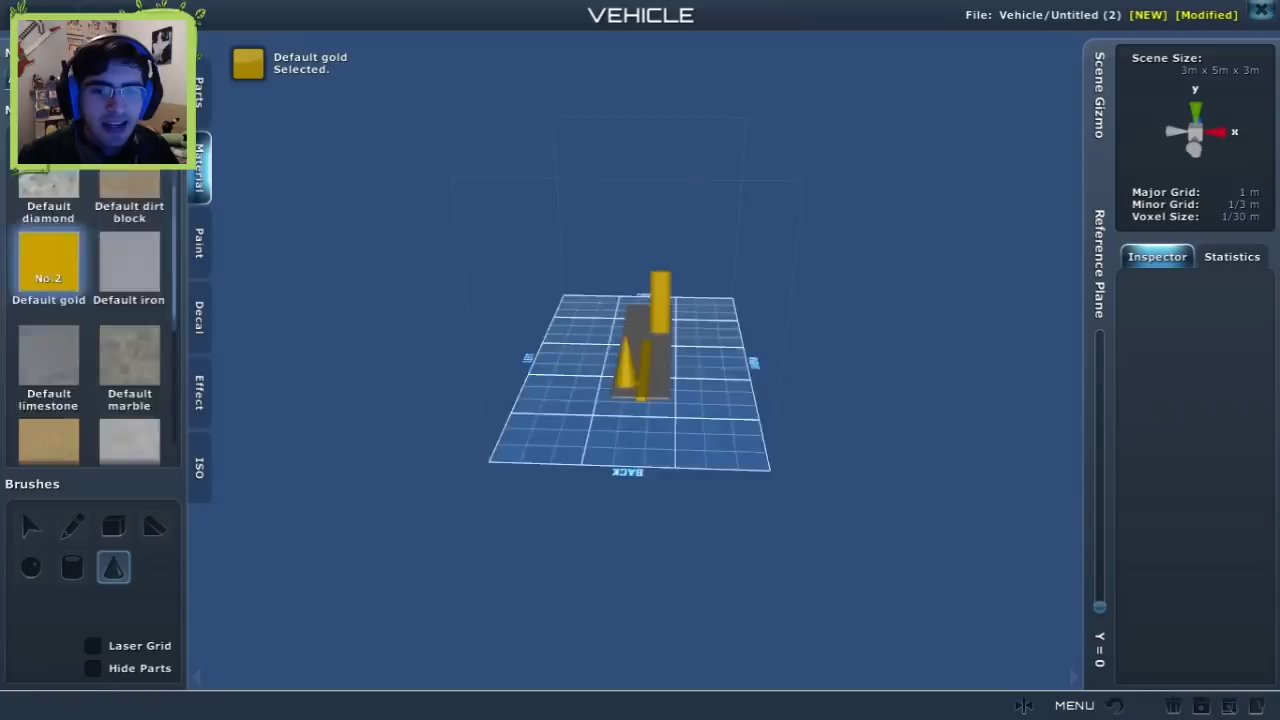 VEHICLE
File: Vehicle/Untitled (2) [NEW] [Modified]
Default gold
Selected.
Parts
Material
Paint
Decal
Effect
ISO
Default diamond
Default dirt block
No.2
Default gold
Default iron
Default limestone
Default marble
Brushes
Laser Grid
Hide Parts
BACK
Scene Gizmo
Reference Plane
Y = 0
Scene Size:
3m x 5m x 3m
y
x
Major Grid: 1 m
Minor Grid: 1/3 m
Voxel Size: 1/30 m
Inspector
Statistics
MENU